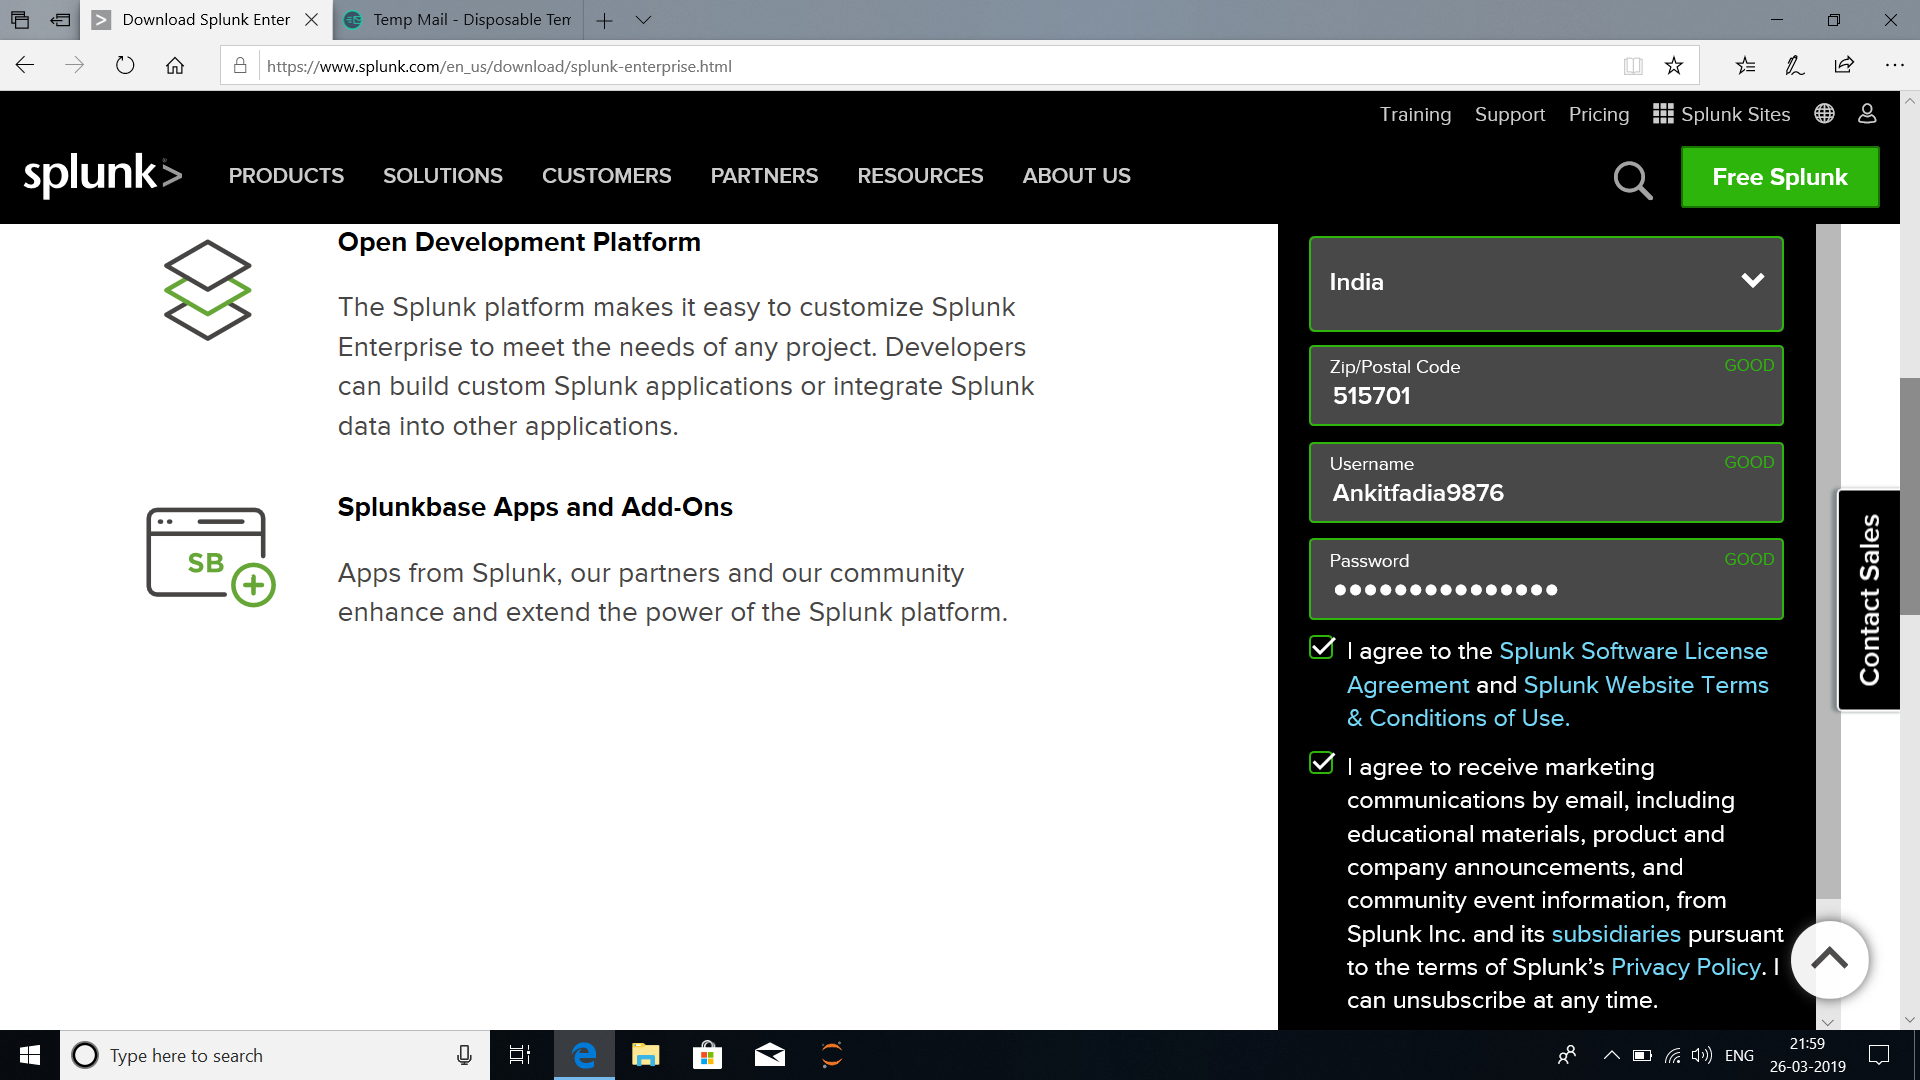 Download Splunk Enter
Temp Mail - Disposable Tem
https://www.splunk.com/en_us/download/splunk-enterprise.html
Training Support Pricing Splunk Sites
splunk>
PRODUCTS SOLUTIONS CUSTOMERS PARTNERS RESOURCES ABOUT US
Free Splunk
Open Development Platform
The Splunk platform makes it easy to customize Splunk
Enterprise to meet the needs of any project. Developers
can build custom Splunk applications or integrate Splunk
data into other applications.
SB
Splunkbase Apps and Add-Ons
Apps from Splunk, our partners and our community
enhance and extend the power of the Splunk platform.
India
Zip/Postal Code GOOD
515701
Username GOOD
Ankitfadia9876
Password GOOD
I agree to the Splunk Software License
Agreement and Splunk Website Terms
& Conditions of Use.
I agree to receive marketing
communications by email, including
educational materials, product and
company announcements, and
community event information, from
Splunk Inc. and its subsidiaries pursuant
to the terms of Splunk’s Privacy Policy. I
can unsubscribe at any time.
Contact Sales
Type here to search
ENG
21:59
26-03-2019